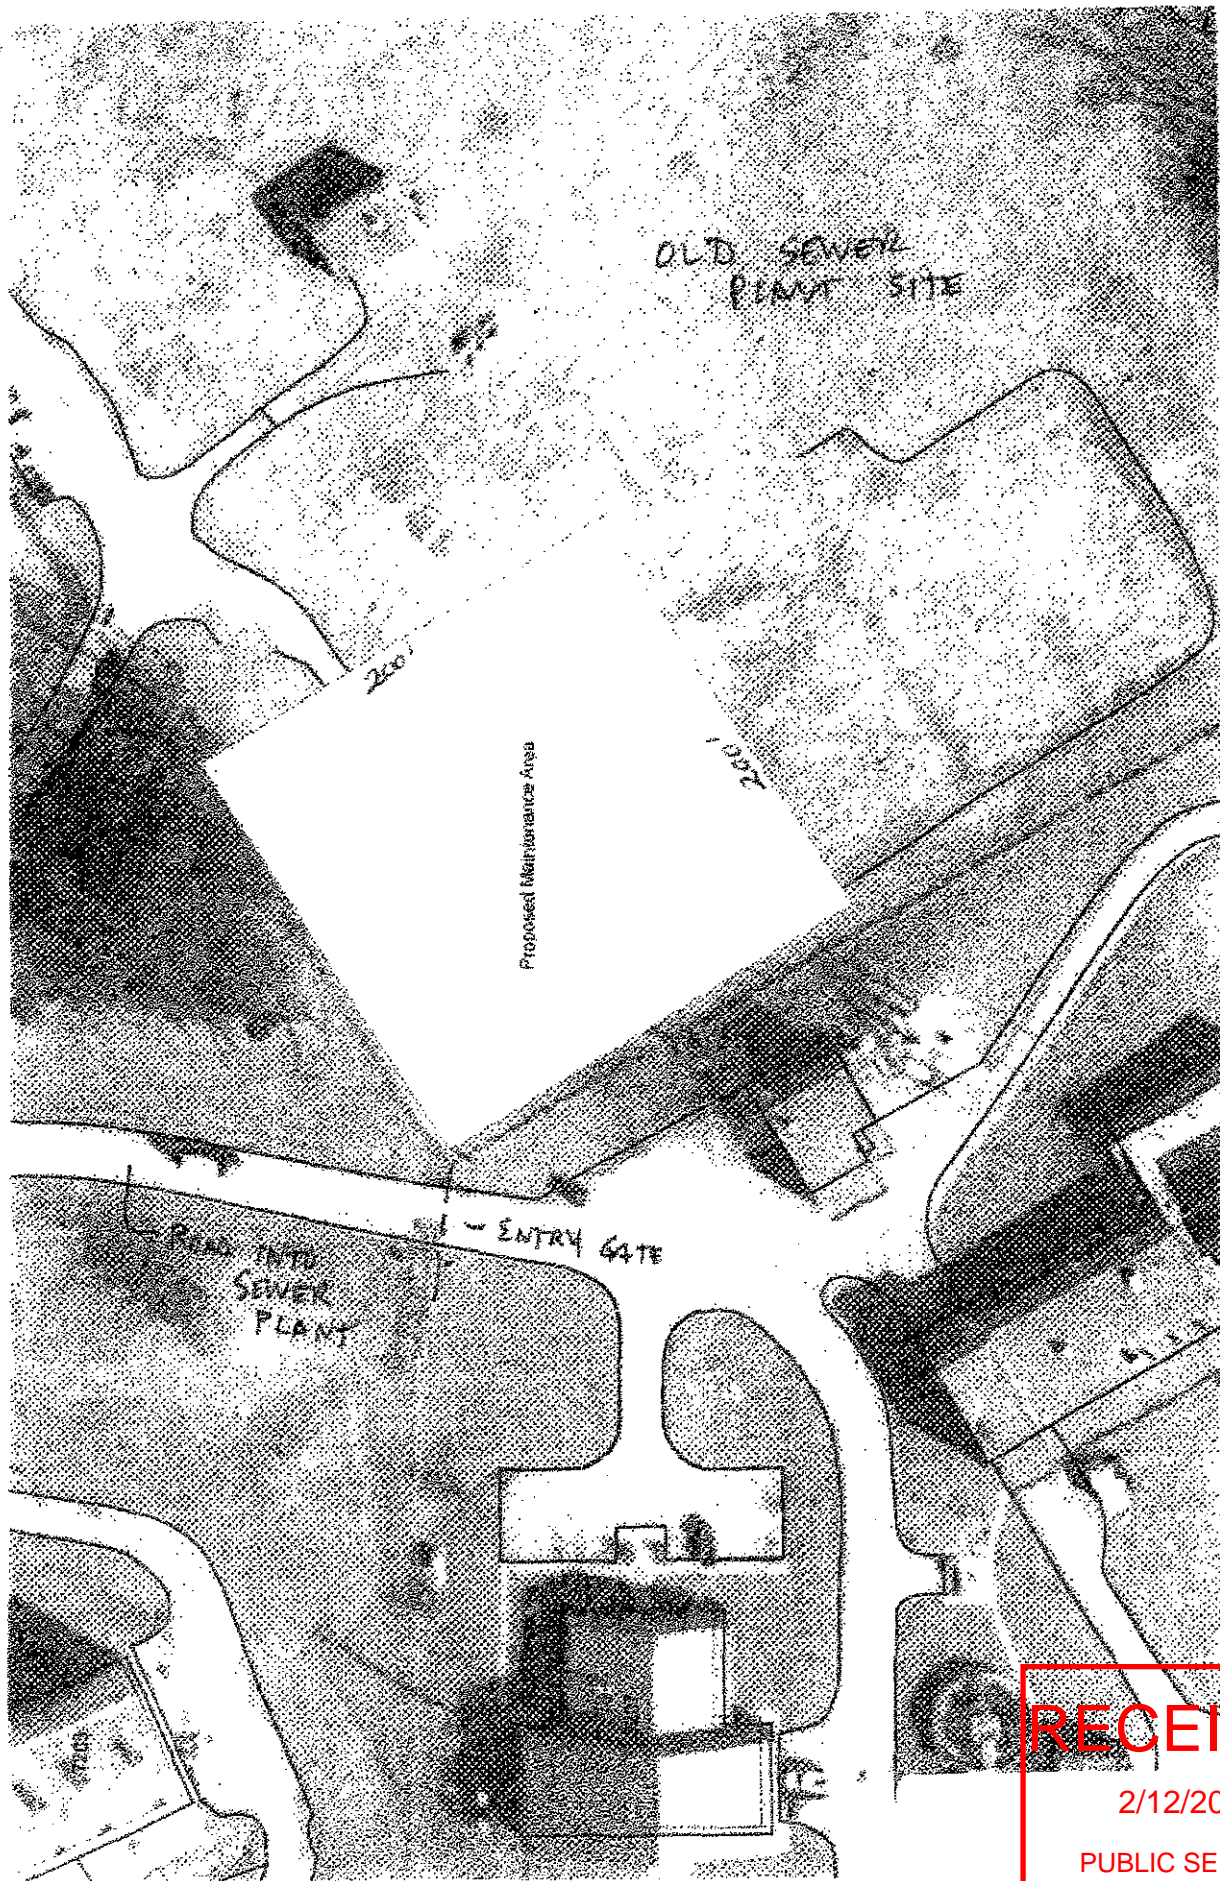 OLD SEWER
PLANT SITE
200'
200'
Proposed Maintenance Area
- ENTRY GATE
ROAD INTO
SEWER
PLANT
RECEI
2/12/20
PUBLIC SE